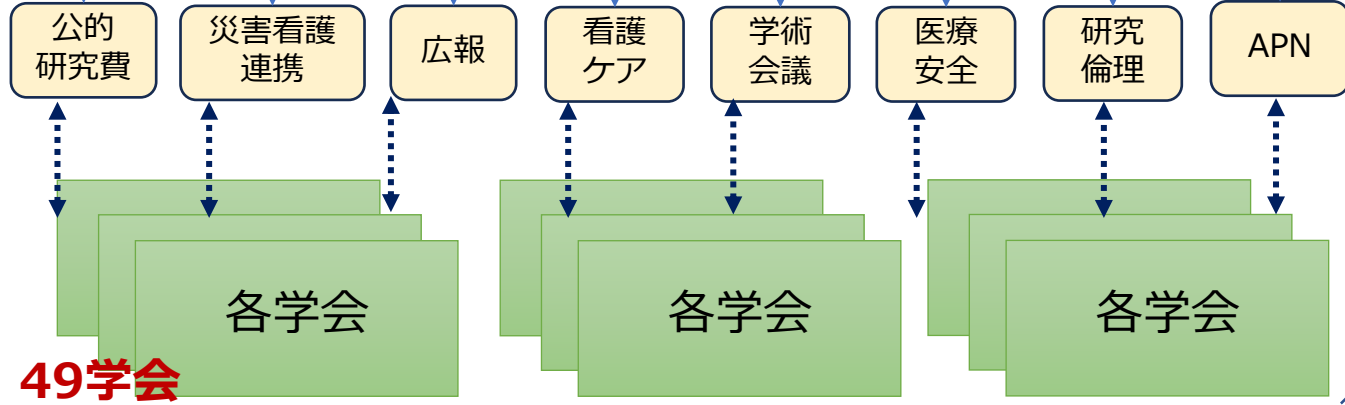 公的
研究費
災害看護
連携
広報
看護
ケア
学術
会議
医療
安全
研究
倫理
APN
各学会
各学会
各学会
49学会